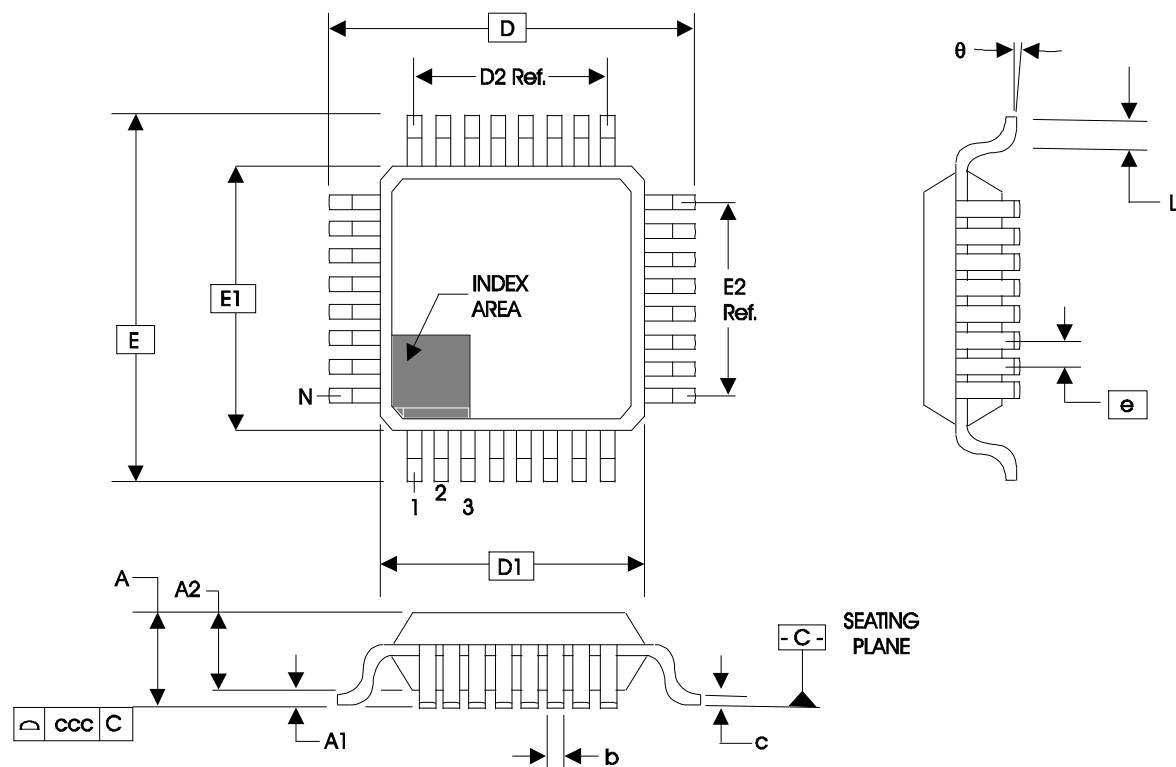 D
D2 Ref.
θ
L
E
E1
INDEX
AREA
E2
Ref.
N
e
1
2
3
D1
A
A2
- C -
SEATING
PLANE
⌓ ccc C
A1
b
c